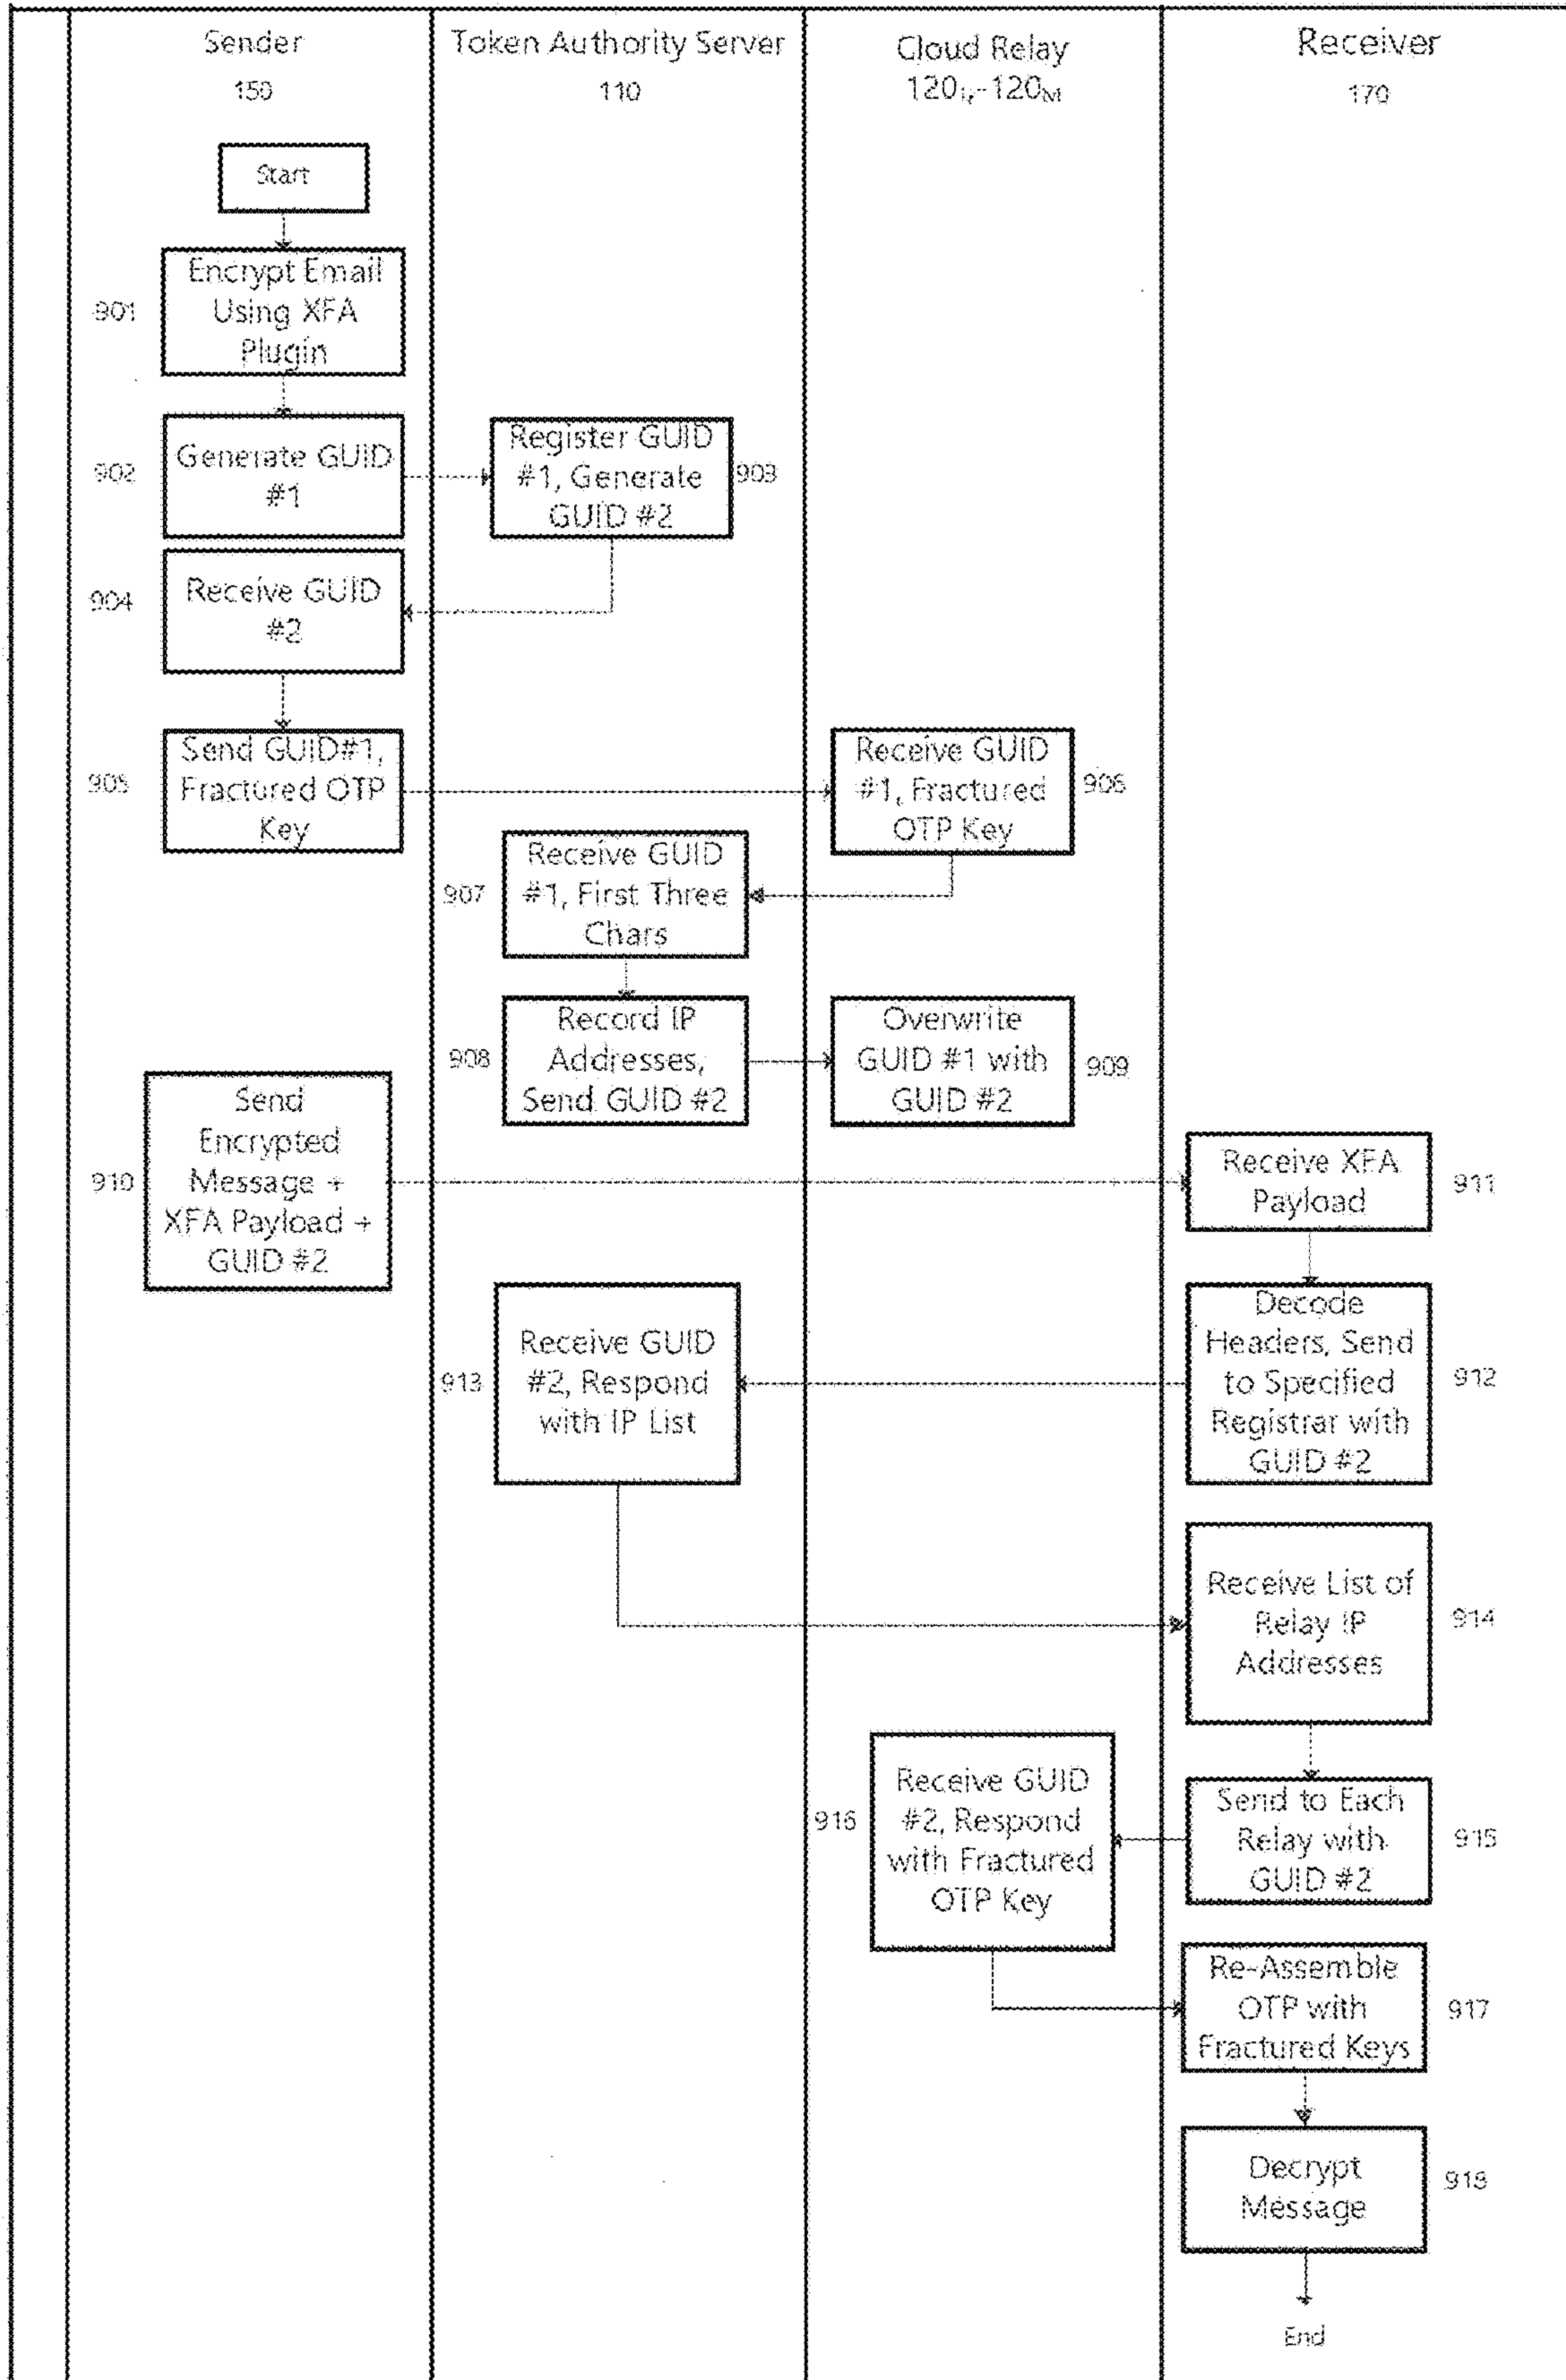 Sender
150
Token Authority Server
110
Cloud Relay
Receiver
170
Start
901
Encrypt Email
Using XFA
Plugin
902
Generate GUID
#1
Register GUID
#1, Generate
GUID #2
903
904
Receive GUID
#2
905
Send GUID#1,
Fractured OTP
Key
Receive GUID
#1, Fractured
OTP Key
906
907
Receive GUID
#1, First Three
Chars
908
Record IP
Addresses,
Send GUID #2
Overwrite
GUID #1 with
GUID #2
909
910
Send
Encrypted
Message +
XFA Payload +
GUID #2
Receive XFA
Payload
911
Decode
Headers, Send
to Specified
Registrar with
GUID #2
912
913
Receive GUID
#2, Respond
with IP List
Receive List of
Relay IP
Addresses
914
Send to Each
Relay with
GUID #2
915
916
Receive GUID
#2, Respond
with Fractured
OTP Key
Re-Assemble
OTP with
Fractured Keys
917
Decrypt
Message
918
End